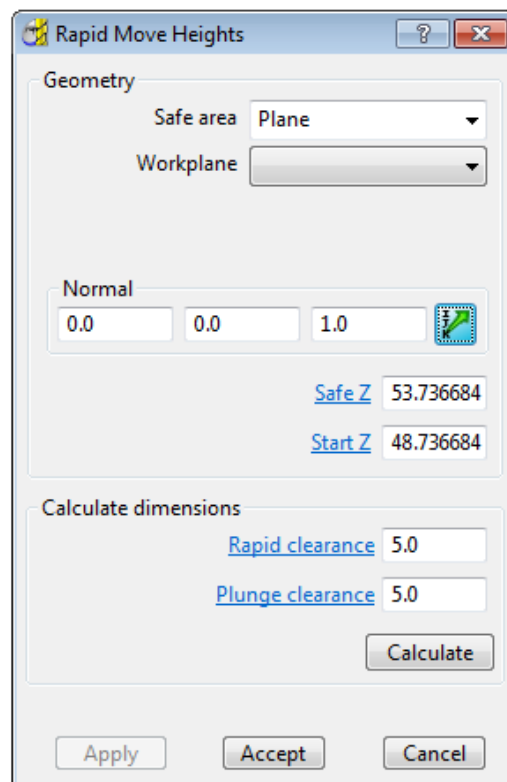 Rapid Move Heights
Geometry
Safe area Plane
Workplane
Normal
0.0 0.0 1.0
Safe Z 53.736684
Start Z 48.736684
Calculate dimensions
Rapid clearance 5.0
Plunge clearance 5.0
Calculate
Apply Accept Cancel